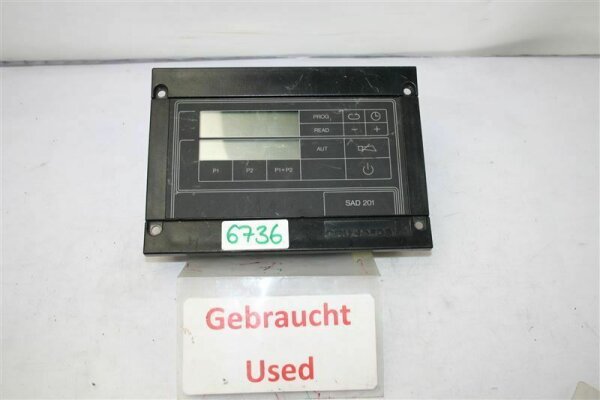 PROG
READ - +
AUT
P1 P2 P1+P2
SAD 201
6736
Gebraucht
Used